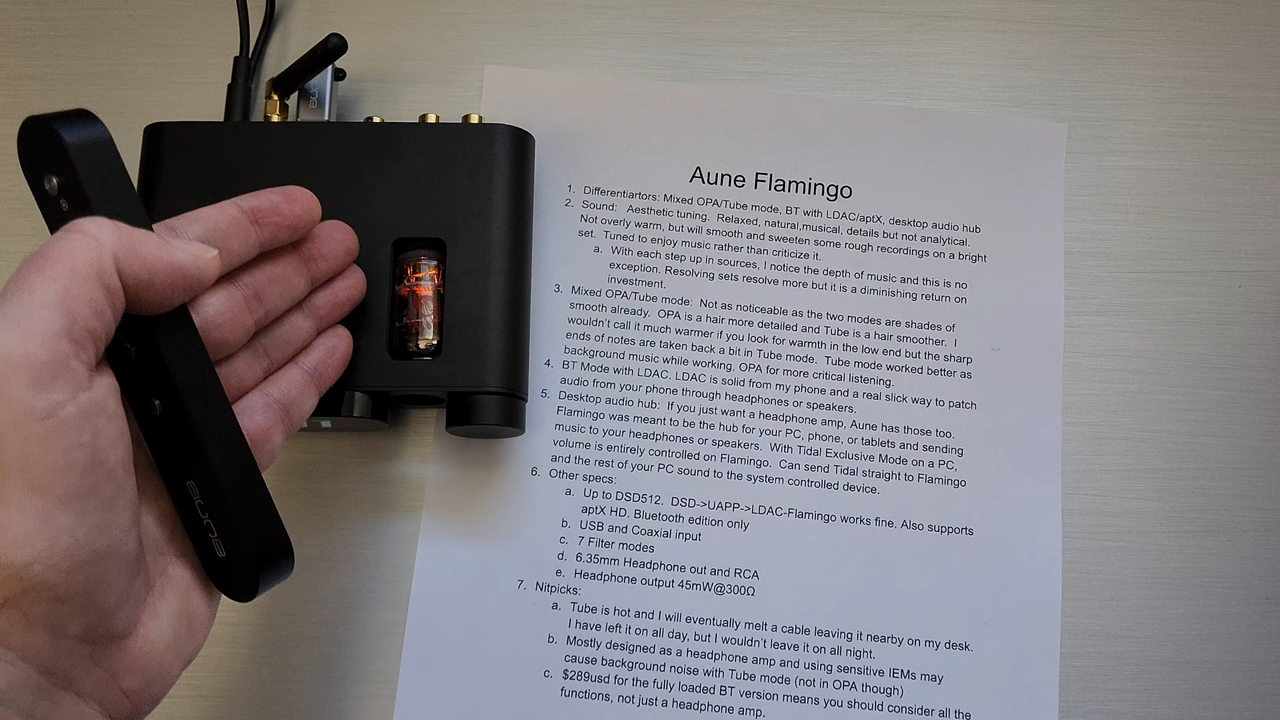 aune
aune
Aune Flamingo
1. Differentiartors: Mixed OPA/Tube mode, BT with LDAC/aptX, desktop audio hub
2. Sound: Aesthetic tuning. Relaxed, natural,musical, details but not analytical.
Not overly warm, but will smooth and sweeten some rough recordings on a bright
set. Tuned to enjoy music rather than criticize it.
a. With each step up in sources, I notice the depth of music and this is no
exception. Resolving sets resolve more but it is a diminishing return on
investment.
3. Mixed OPA/Tube mode: Not as noticeable as the two modes are shades of
smooth already. OPA is a hair more detailed and Tube is a hair smoother. I
wouldn't call it much warmer if you look for warmth in the low end but the sharp
ends of notes are taken back a bit in Tube mode. Tube mode worked better as
background music while working, OPA for more critical listening.
4. BT Mode with LDAC. LDAC is solid from my phone and a real slick way to patch
audio from your phone through headphones or speakers.
5. Desktop audio hub: If you just want a headphone amp, Aune has those too.
Flamingo was meant to be the hub for your PC, phone, or tablets and sending
music to your headphones or speakers. With Tidal Exclusive Mode on a PC,
volume is entirely controlled on Flamingo. Can send Tidal straight to Flamingo
and the rest of your PC sound to the system controlled device.
6. Other specs:
a. Up to DSD512. DSD->UAPP->LDAC-Flamingo works fine. Also supports
aptX HD. Bluetooth edition only
b. USB and Coaxial input
c. 7 Filter modes
d. 6.35mm Headphone out and RCA
e. Headphone output 45mW@300Ω
7. Nitpicks:
a. Tube is hot and I will eventually melt a cable leaving it nearby on my desk.
I have left it on all day, but I wouldn't leave it on all night.
b. Mostly designed as a headphone amp and using sensitive IEMs may
cause background noise with Tube mode (not in OPA though)
c. $289usd for the fully loaded BT version means you should consider all the
functions, not just a headphone amp.